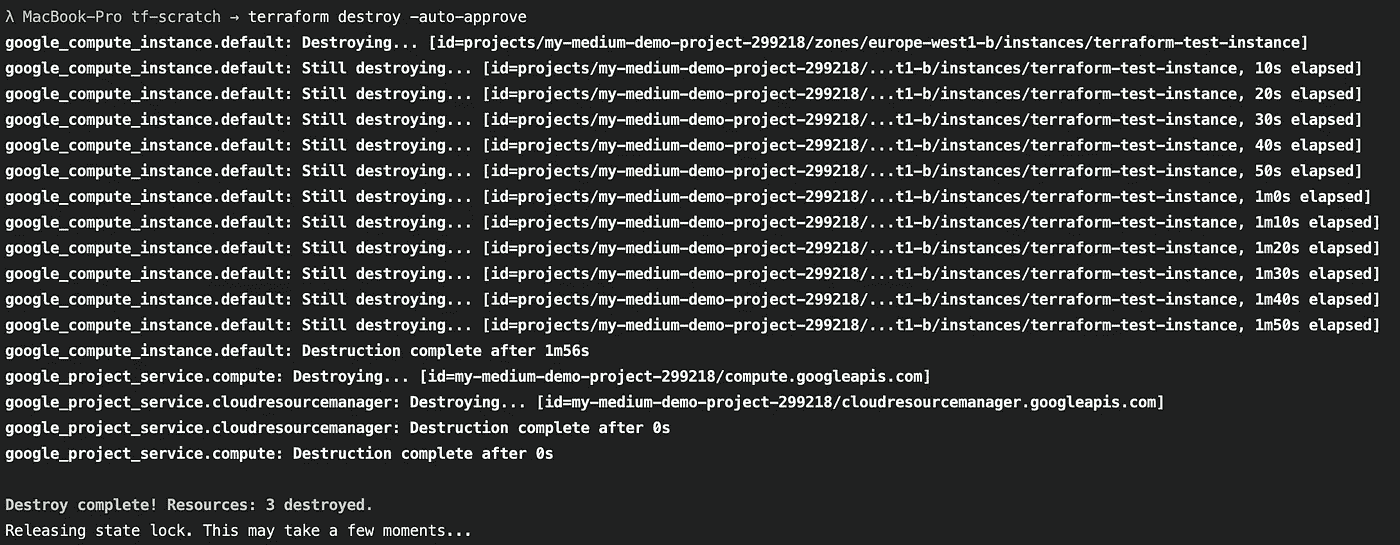 λ MacBook-Pro tf-scratch → terraform destroy -auto-approve
google_compute_instance.default: Destroying... [id=projects/my-medium-demo-project-299218/zones/europe-west1-b/instances/terraform-test-instance]
google_compute_instance.default: Still destroying... [id=projects/my-medium-demo-project-299218/...t1-b/instances/terraform-test-instance, 10s elapsed]
google_compute_instance.default: Still destroying... [id=projects/my-medium-demo-project-299218/...t1-b/instances/terraform-test-instance, 20s elapsed]
google_compute_instance.default: Still destroying... [id=projects/my-medium-demo-project-299218/...t1-b/instances/terraform-test-instance, 30s elapsed]
google_compute_instance.default: Still destroying... [id=projects/my-medium-demo-project-299218/...t1-b/instances/terraform-test-instance, 40s elapsed]
google_compute_instance.default: Still destroying... [id=projects/my-medium-demo-project-299218/...t1-b/instances/terraform-test-instance, 50s elapsed]
google_compute_instance.default: Still destroying... [id=projects/my-medium-demo-project-299218/...t1-b/instances/terraform-test-instance, 1m0s elapsed]
google_compute_instance.default: Still destroying... [id=projects/my-medium-demo-project-299218/...t1-b/instances/terraform-test-instance, 1m10s elapsed]
google_compute_instance.default: Still destroying... [id=projects/my-medium-demo-project-299218/...t1-b/instances/terraform-test-instance, 1m20s elapsed]
google_compute_instance.default: Still destroying... [id=projects/my-medium-demo-project-299218/...t1-b/instances/terraform-test-instance, 1m30s elapsed]
google_compute_instance.default: Still destroying... [id=projects/my-medium-demo-project-299218/...t1-b/instances/terraform-test-instance, 1m40s elapsed]
google_compute_instance.default: Still destroying... [id=projects/my-medium-demo-project-299218/...t1-b/instances/terraform-test-instance, 1m50s elapsed]
google_compute_instance.default: Destruction complete after 1m56s
google_project_service.compute: Destroying... [id=my-medium-demo-project-299218/compute.googleapis.com]
google_project_service.cloudresourcemanager: Destroying... [id=my-medium-demo-project-299218/cloudresourcemanager.googleapis.com]
google_project_service.cloudresourcemanager: Destruction complete after 0s
google_project_service.compute: Destruction complete after 0s
Destroy complete! Resources: 3 destroyed.
Releasing state lock. This may take a few moments...